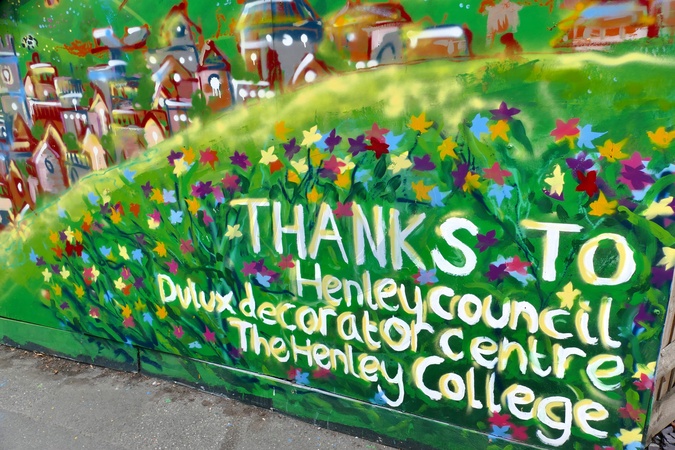 THANKS TO
Henley council
Dulux decorator centre
The Henley College